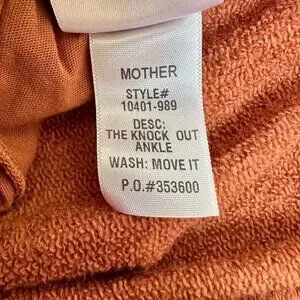 MOTHER
STYLE#
10401-989
DESC:
THE KNOCK OUT
ANKLE
WASH: MOVE IT
P.O.#353600